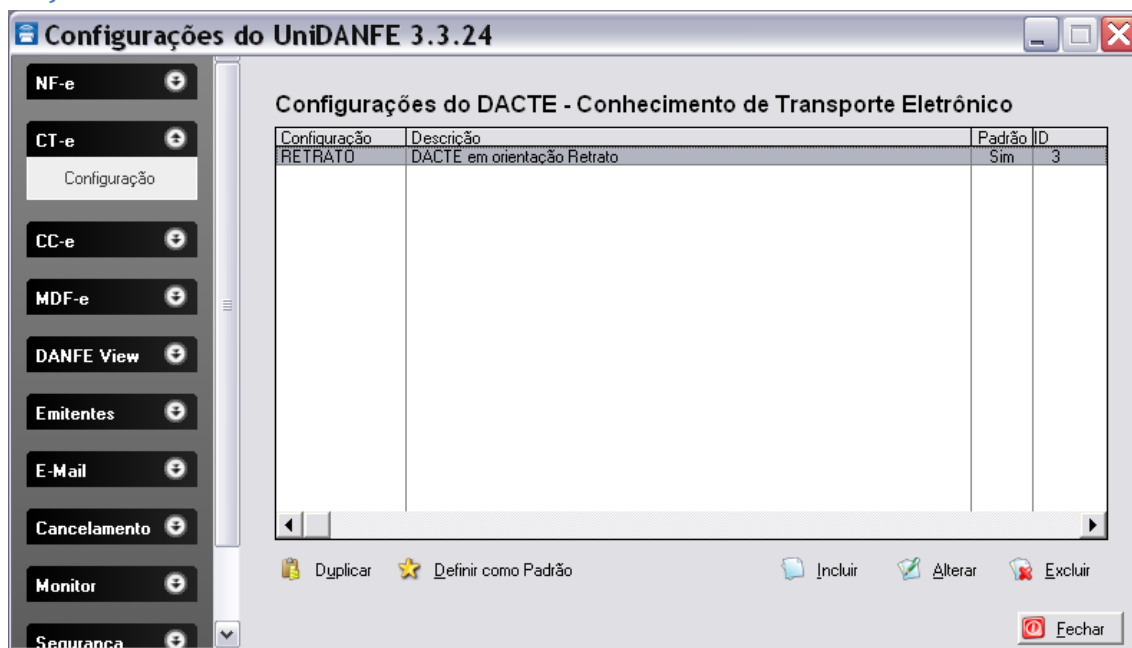 Configurações do UniDANFE 3.3.24
NF-e
CT-e
Configuração
CC-e
MDF-e
DANFE View
Emitentes
E-Mail
Cancelamento
Monitor
Segurança
Configurações do DACTE - Conhecimento de Transporte Eletrônico
Configuração Descrição Padrão ID
RETRATO DACTE em orientação Retrato Sim 3
Duplicar Definir como Padrão Incluir Alterar Excluir
Fechar